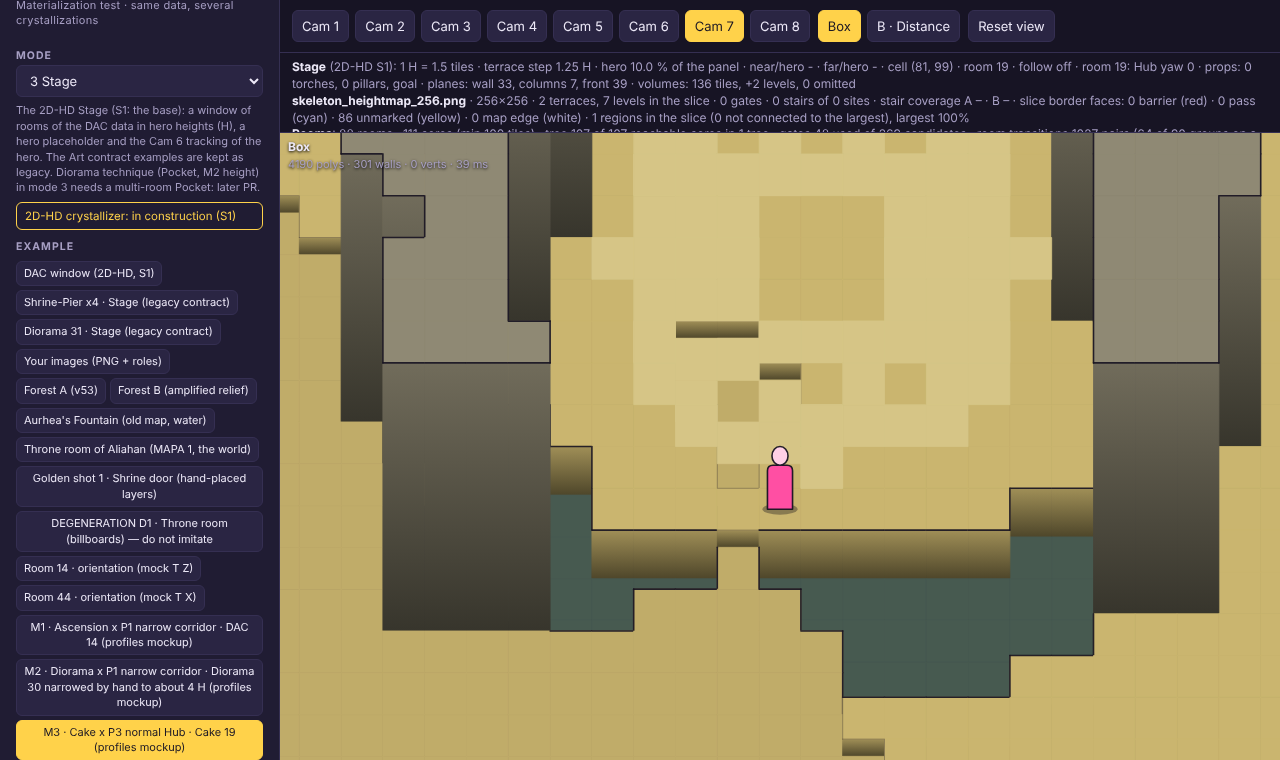 Materialization test · same data, several
crystallizations
MODE
3 Stage
The 2D-HD Stage (S1: the base): a window of
rooms of the DAC data in hero heights (H), a
hero placeholder and the Cam 6 tracking of the
hero. The Art contract examples are kept as
legacy. Diorama technique (Pocket, M2 height)
in mode 3 needs a multi-room Pocket: later PR.
2D-HD crystallizer: in construction (S1)
EXAMPLE
DAC window (2D-HD, S1)
Shrine-Pier x4 · Stage (legacy contract)
Diorama 31 · Stage (legacy contract)
Your images (PNG + roles)
Forest A (v53) Forest B (amplified relief)
Aurhea's Fountain (old map, water)
Throne room of Aliahan (MAPA 1, the world)
Golden shot 1 · Shrine door (hand-placed
layers)
DEGENERATION D1 · Throne room
(billboards) — do not imitate
Room 14 · orientation (mock T Z)
Room 44 · orientation (mock T X)
M1 · Ascension x P1 narrow corridor · DAC
14 (profiles mockup)
M2 · Diorama x P1 narrow corridor · Diorama
30 narrowed by hand to about 4 H (profiles
mockup)
M3 · Cake x P3 normal Hub · Cake 19
(profiles mockup)
Cam 1 Cam 2 Cam 3 Cam 4 Cam 5 Cam 6 Cam 7 Cam 8 Box B · Distance Reset view
Stage (2D-HD S1): 1 H = 1.5 tiles · terrace step 1.25 H · hero 10.0 % of the panel · near/hero - · far/hero - · cell (81, 99) · room 19 · follow off · room 19: Hub yaw 0 · props: 0
torches, 0 pillars, goal · planes: wall 33, columns 7, front 39 · volumes: 136 tiles, +2 levels, 0 omitted
skeleton_heightmap_256.png · 256×256 · 2 terraces, 7 levels in the slice · 0 gates · 0 stairs of 0 sites · stair coverage A – · B – · slice border faces: 0 barrier (red) · 0 pass
(cyan) · 86 unmarked (yellow) · 0 map edge (white) · 1 regions in the slice (0 not connected to the largest), largest 100%
Box
4190 polys · 301 walls · 0 verts · 39 ms